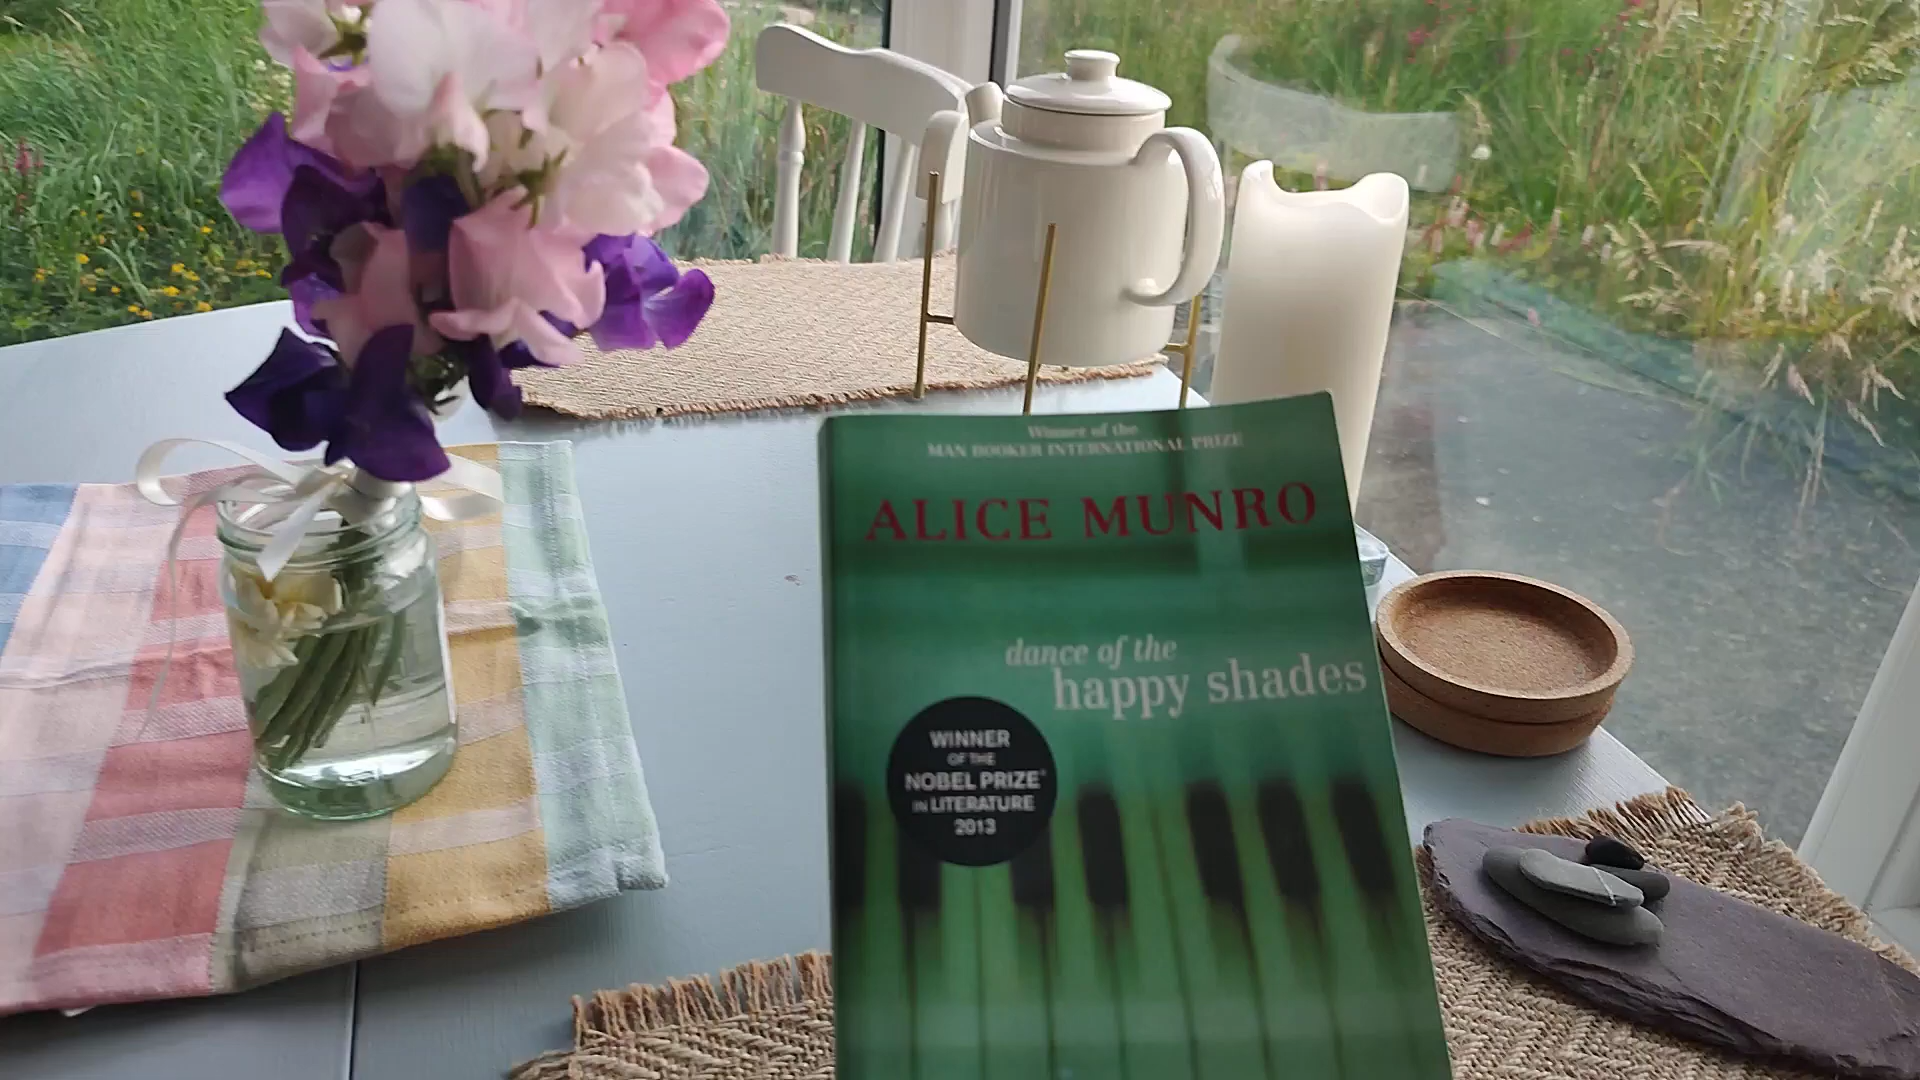 Winner of the
MAN BOOKER INTERNATIONAL PRIZE
ALICE MUNRO
dance of the
happy shades
WINNER
OF THE
NOBEL PRIZE®
IN LITERATURE
2013